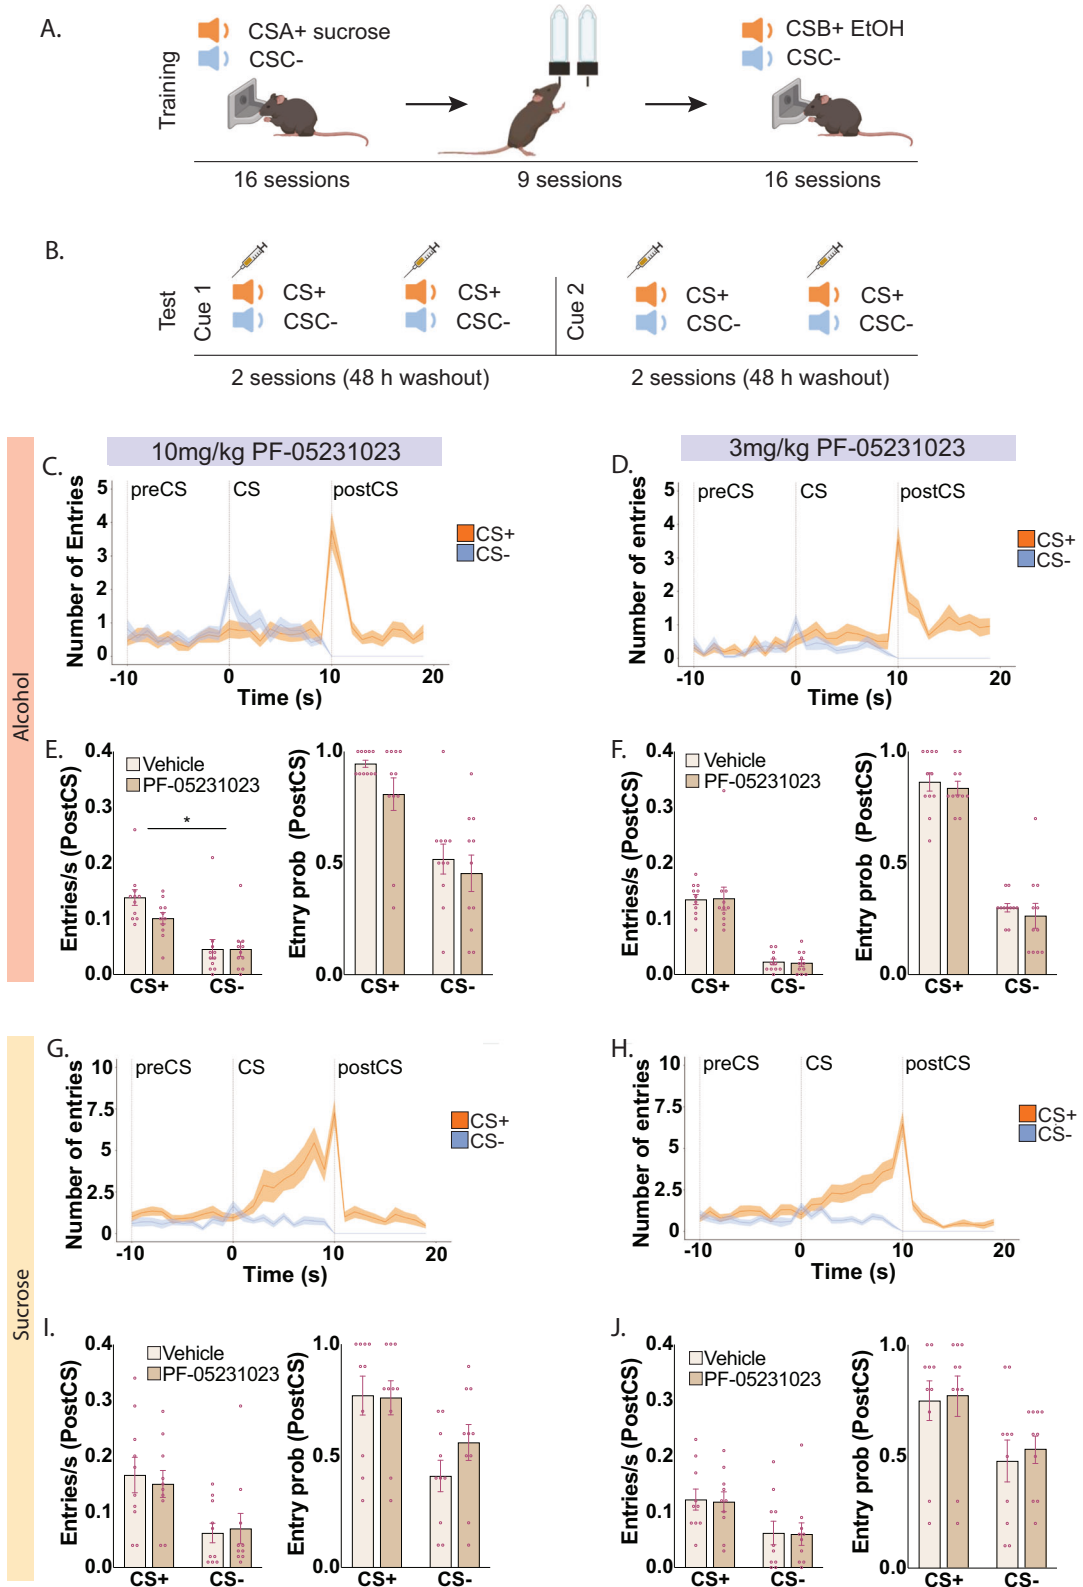 A.
CSA+ sucrose
CSC-
CSB+ EtOH
CSC-
Training
16 sessions
9 sessions
16 sessions
B.
Test
Cue 1
CS+
CSC-
CS+
CSC-
Cue 2
CS+
CSC-
CS+
CSC-
2 sessions (48 h washout)
2 sessions (48 h washout)
Alcohol
10mg/kg PF-05231023
3mg/kg PF-05231023
C.
Number of Entries
5
4
3
2
1
0
preCS
CS
postCS
CS+
CS-
-10
0
10
20
Time (s)
D.
Number of entries
5
4
3
2
1
0
preCS
CS
postCS
CS+
CS-
-10
0
10
20
Time (s)
E.
Entries/s (PostCS)
0.4
0.3
0.2
0.1
0.0
Vehicle
PF-05231023
*
CS+
CS-
Etnry prob (PostCS)
1.0
0.5
0.0
CS+
CS-
F.
Entries/s (PostCS)
0.4
0.3
0.2
0.1
0.0
Vehicle
PF-05231023
CS+
CS-
Entry prob (PostCS)
1.0
0.5
0.0
CS+
CS-
Sucrose
G.
Number of entries
10
7.5
5
2.5
0
preCS
CS
postCS
CS+
CS-
-10
0
10
20
Time (s)
H.
Number of entries
10
7.5
5
2.5
0
preCS
CS
postCS
CS+
CS-
-10
0
10
20
Time (s)
I.
Entries/s (PostCS)
0.4
0.3
0.2
0.1
0.0
Vehicle
PF-05231023
CS+
CS-
Entry prob (PostCS)
1.0
0.5
0.0
CS+
CS-
J.
Entries/s (PostCS)
0.4
0.3
0.2
0.1
0.0
Vehicle
PF-05231023
CS+
CS-
Entry prob (PostCS)
1.0
0.5
0.0
CS+
CS-